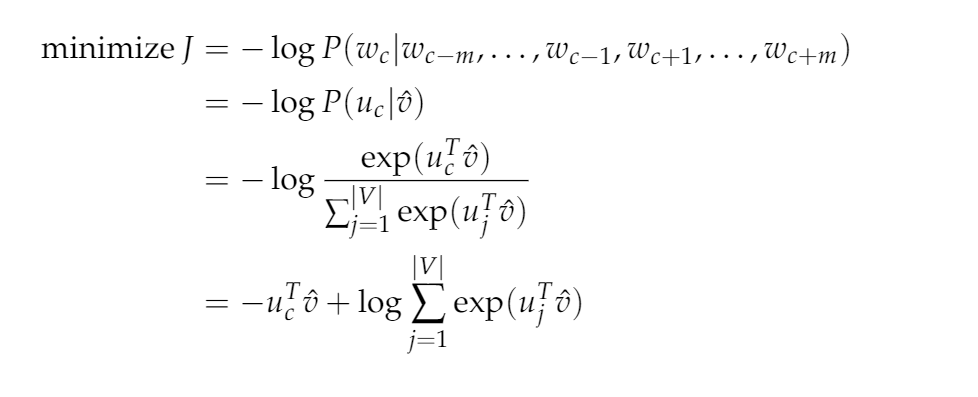 minimize J = − log P(w_c|w_{c−m}, . . . , w_{c−1}, w_{c+1}, . . . , w_{c+m})
= − log P(u_c|v̂)
= − log \frac{exp(u_c^T v̂)}{∑_{j=1}^{|V|} exp(u_j^T v̂)}
= −u_c^T v̂ + log ∑_{j=1}^{|V|} exp(u_j^T v̂)